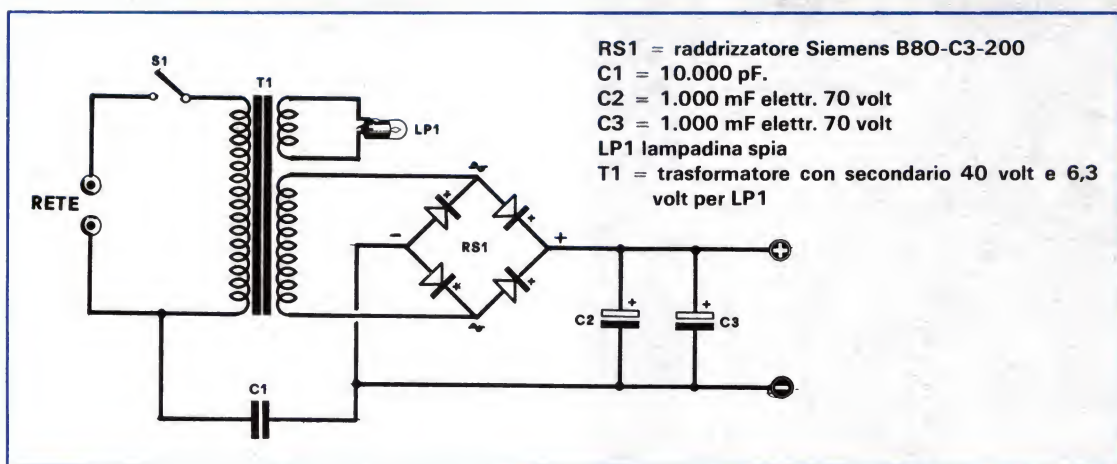 RS1 = raddrizzatore Siemens B80-C3-200
C1 = 10.000 pF.
C2 = 1.000 mF elettr. 70 volt
C3 = 1.000 mF elettr. 70 volt
LP1 lampadina spia
T1 = trasformatore con secondario 40 volt e 6,3
volt per LP1
S1
T1
LP1
RETE
RS1
-
+
C2
+
C3
+
C1
+
-